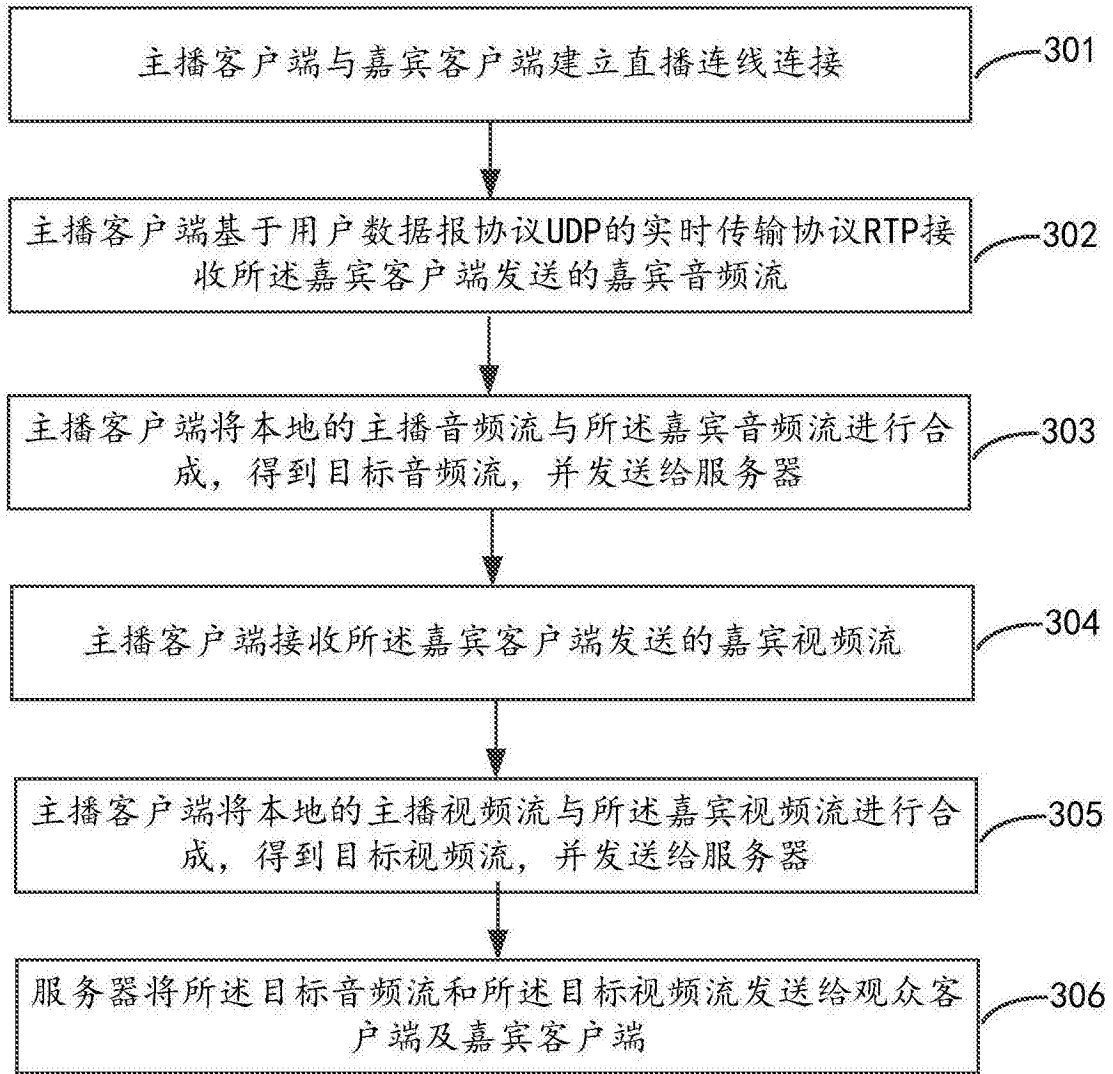 主播客户端与嘉宾客户端建立直播连线连接
301
主播客户端基于用户数据报协议UDP的实时传输协议RTP接
收所述嘉宾客户端发送的嘉宾音频流
302
主播客户端将本地的主播音频流与所述嘉宾音频流进行合
成，得到目标音频流，并发送给服务器
303
主播客户端接收所述嘉宾客户端发送的嘉宾视频流
304
主播客户端将本地的主播视频流与所述嘉宾视频流进行合
成，得到目标视频流，并发送给服务器
305
服务器将所述目标音频流和所述目标视频流发送给观众客
户端及嘉宾客户端
306